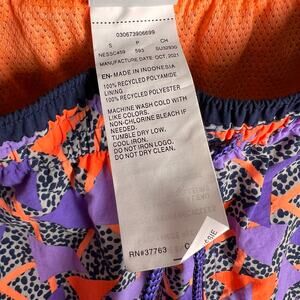 030673906699
S P CH
NESSC459 593 SU3293G
MANUFACTURE DATE: OCT, 2021
EN- MADE IN INDONESIA
100% RECYCLED POLYAMIDE
LINING
100% RECYCLED POLYESTER
MACHINE WASH COLD WITH
LIKE COLORS.
NON-CHLORINE BLEACH IF
NEEDED.
TUMBLE DRY LOW.
COOL IRON.
DO NOT IRON LOGO.
DO NOT DRY CLEAN.
RN#37763